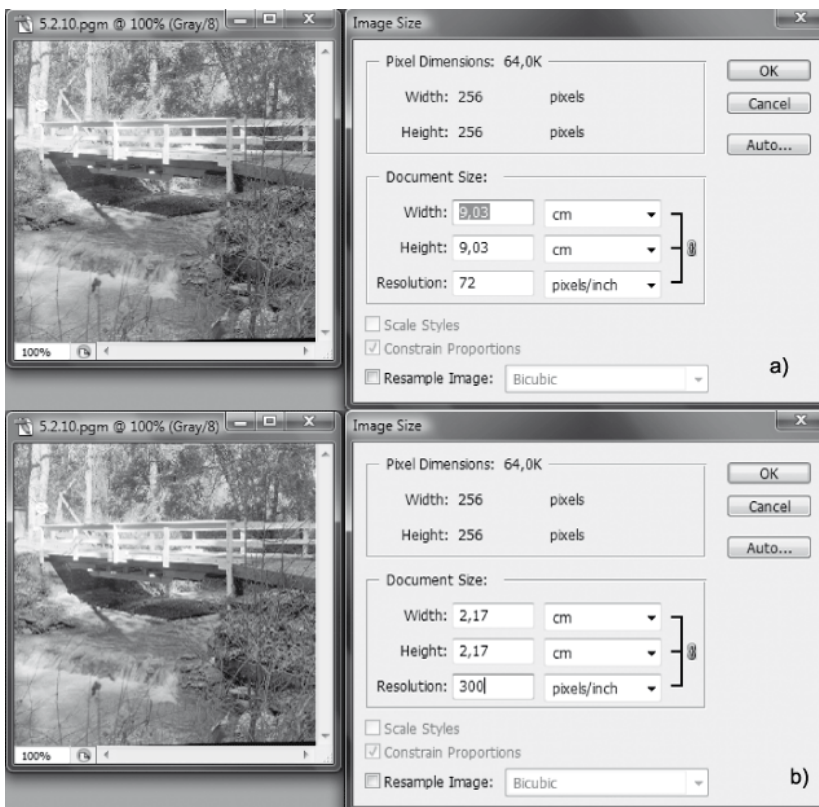 5.2.10.pgm @ 100% (Gray/8)
100%
Image Size
Pixel Dimensions: 64,0K
Width: 256 pixels
Height: 256 pixels
Document Size:
Width: 9,03 cm
Height: 9,03 cm
Resolution: 72 pixels/inch
Scale Styles
Constrain Proportions
Resample Image: Bicubic
OK
Cancel
Auto...
a)
5.2.10.pgm @ 100% (Gray/8)
100%
Image Size
Pixel Dimensions: 64,0K
Width: 256 pixels
Height: 256 pixels
Document Size:
Width: 2,17 cm
Height: 2,17 cm
Resolution: 300 pixels/inch
Scale Styles
Constrain Proportions
Resample Image: Bicubic
OK
Cancel
Auto...
b)